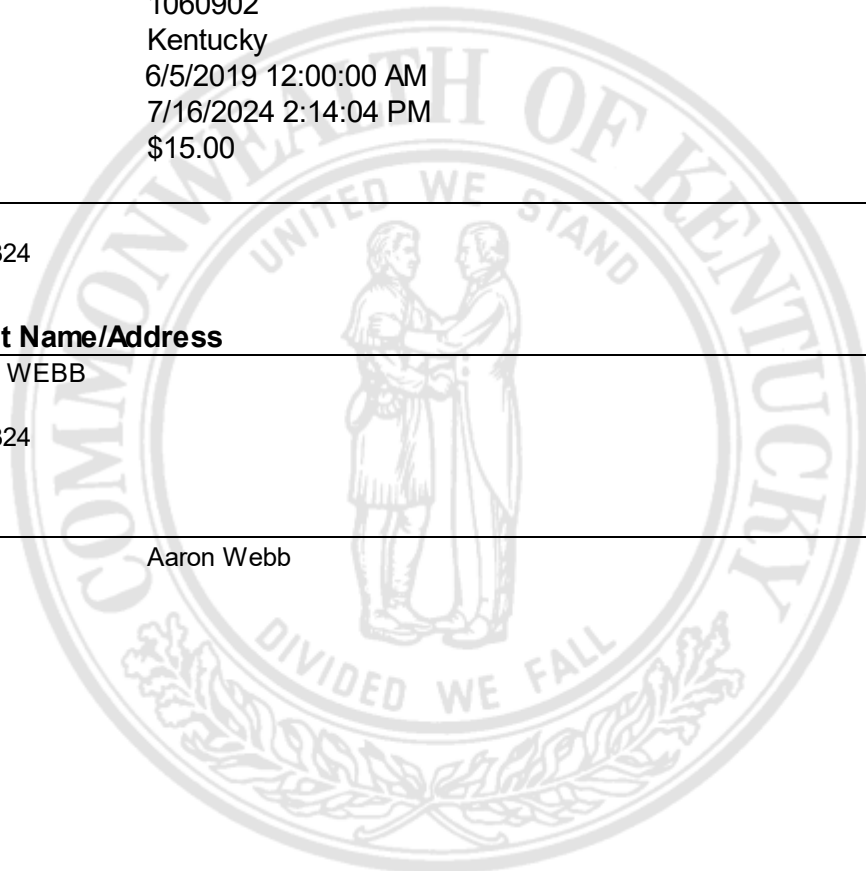 1060902
Kentucky
6/5/2019 12:00:00 AM
7/16/2024 2:14:04 PM
$15.00
324
t Name/Address
WEBB
324
Aaron Webb
COMMONWEALTH OF KENTUCKY
UNITED WE STAND
DIVIDED WE FALL